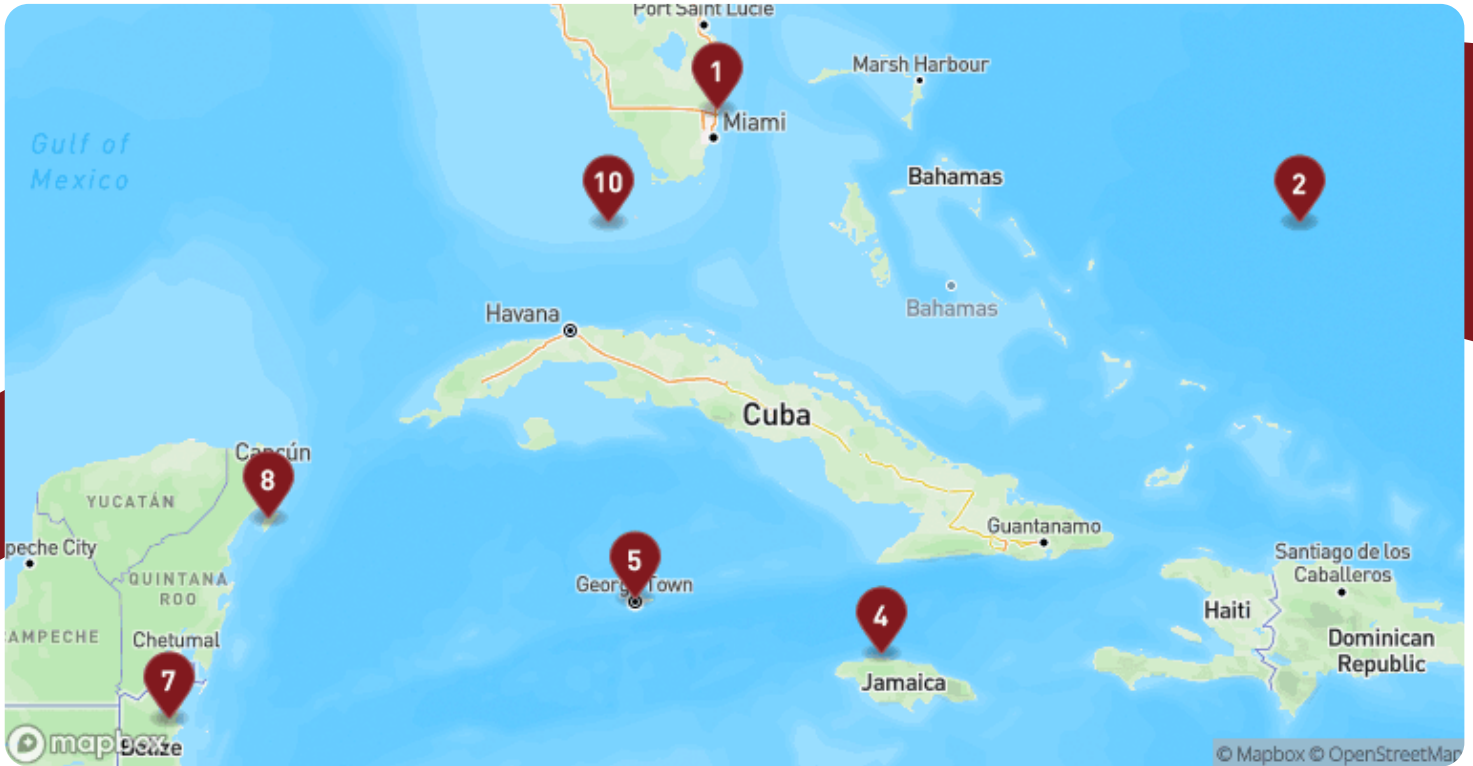 Port Saint Lucie
1
Marsh Harbour
Miami
Gulf of
Mexico
10
Bahamas
2
Bahamas
Havana
Cuba
Cancún
8
YUCATÁN
peche City
Guantanamo
5
George Town
Santiago de los
Caballeros
QUINTANA
ROO
4
Haiti
AMPECHE
Chetumal
Dominican
Republic
7
Jamaica
mapbox
Belize
© Mapbox © OpenStreetMap